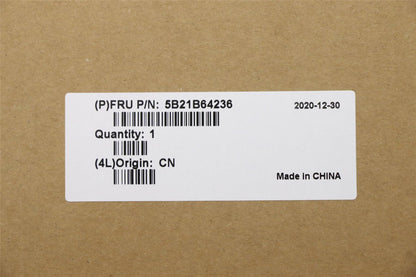 (P)FRU P/N: 5B21B64236
2020-12-30
Quantity: 1
(4L)Origin: CN
Made in CHINA